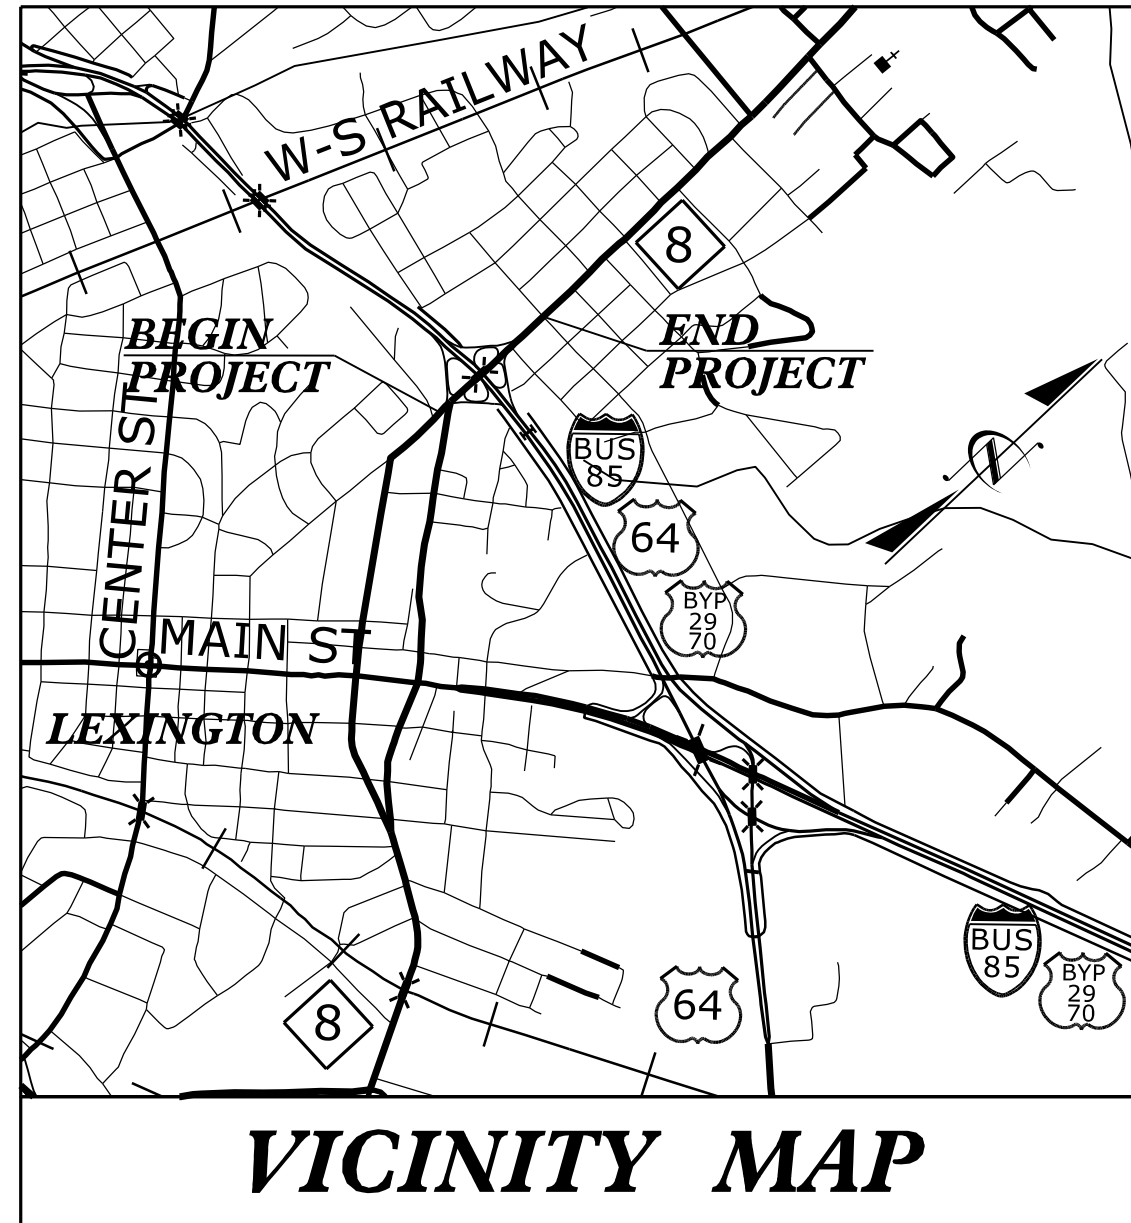 W-S RAILWAY
8
BEGIN
PROJECT
END
PROJECT
CENTER ST
N
BUS
85
64
BYP
29
70
MAIN ST
LEXINGTON
BUS
85
BYP
29
70
64
8
VICINITY MAP